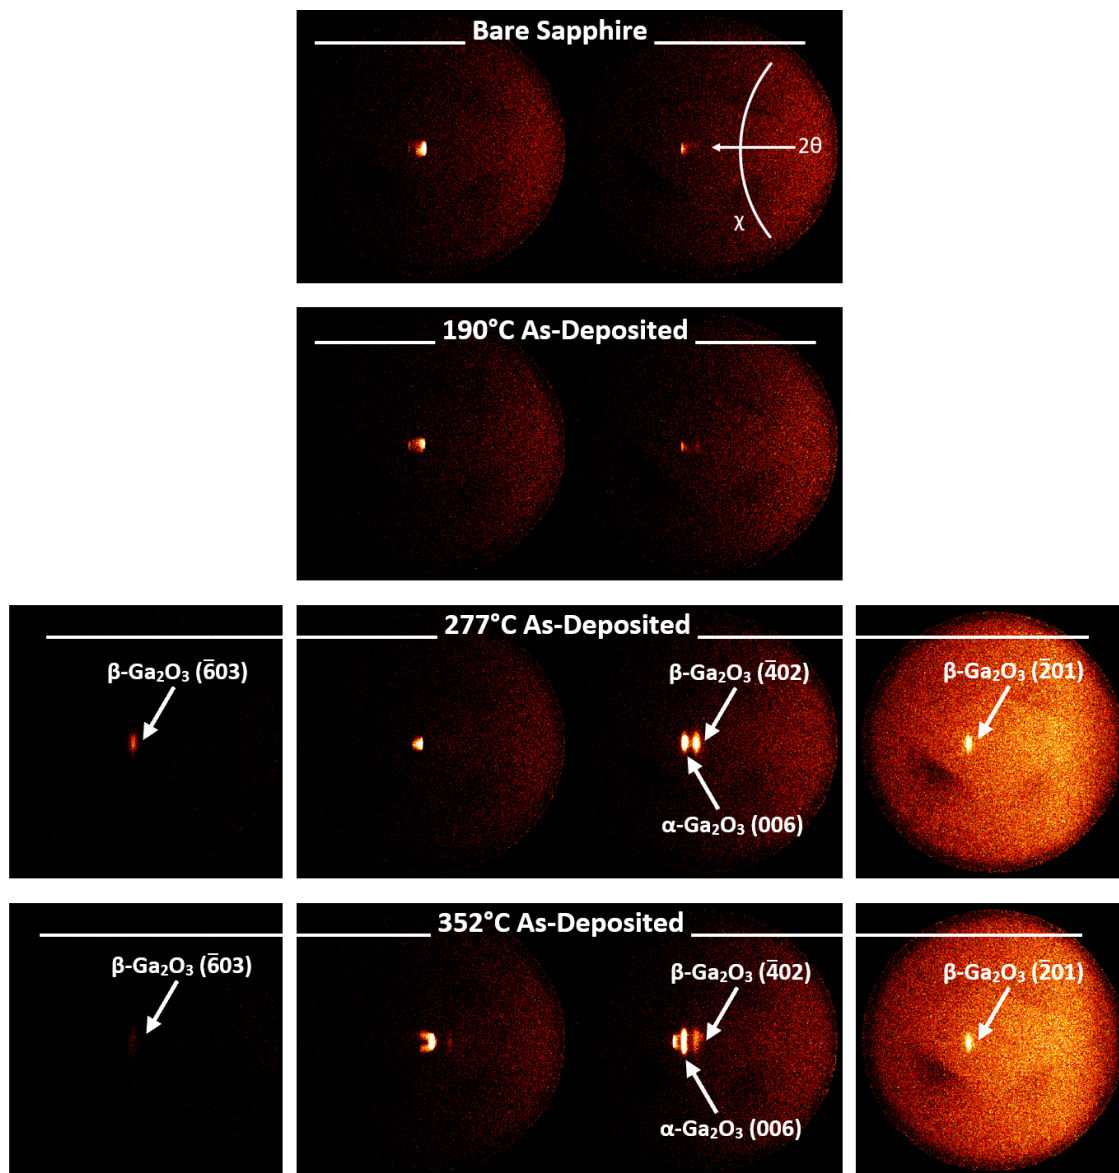 Bare Sapphire
2θ
χ
190°C As-Deposited
277°C As-Deposited
β-Ga₂O₃ (6̅03)
β-Ga₂O₃ (4̅02)
β-Ga₂O₃ (2̅01)
α-Ga₂O₃ (006)
352°C As-Deposited
β-Ga₂O₃ (6̅03)
β-Ga₂O₃ (4̅02)
β-Ga₂O₃ (2̅01)
α-Ga₂O₃ (006)